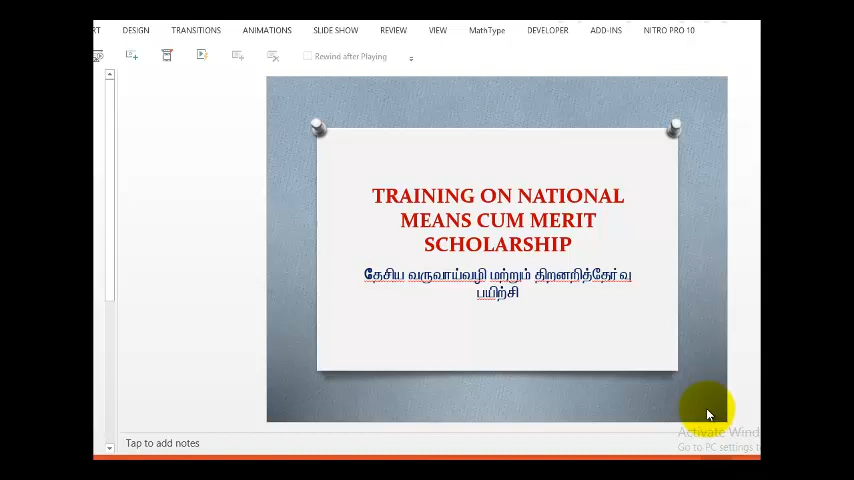 RT DESIGN TRANSITIONS ANIMATIONS SLIDE SHOW REVIEW VIEW MathType DEVELOPER ADD-INS NITRO PRO 10
Rewind after Playing
TRAINING ON NATIONAL
MEANS CUM MERIT
SCHOLARSHIP
தேசிய வருவாய்வழி மற்றும் திறனறித்தேர்வு
பயிற்சி
Activate Wind
Go to PC settings t
Tap to add notes